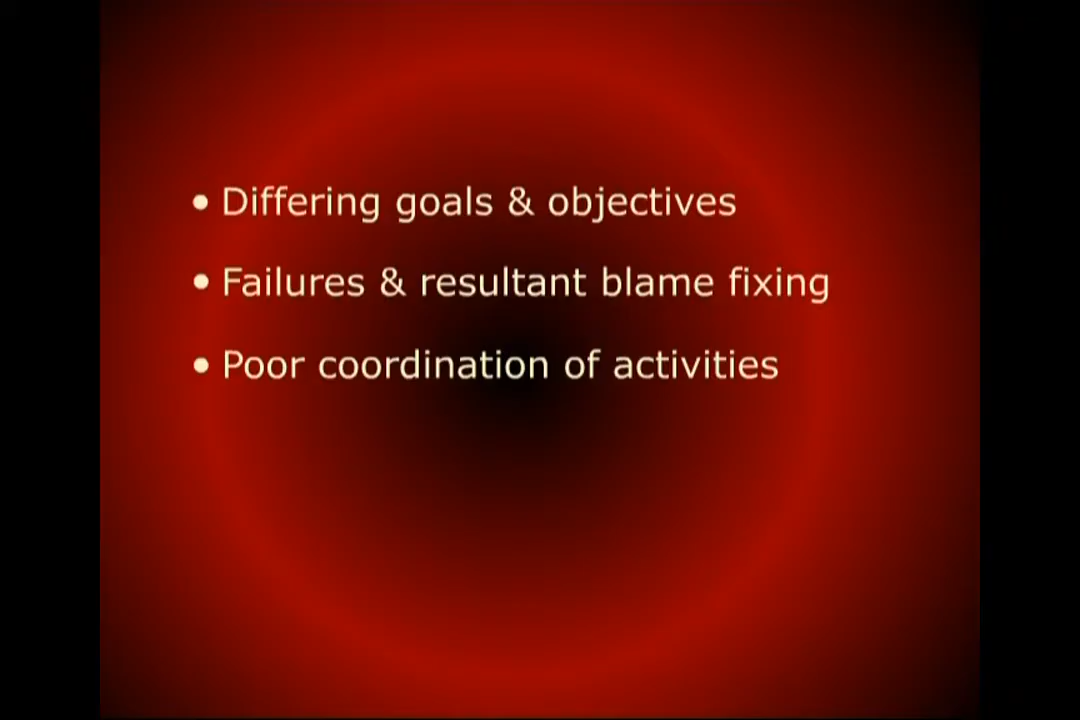 • Differing goals & objectives
• Failures & resultant blame fixing
• Poor coordination of activities